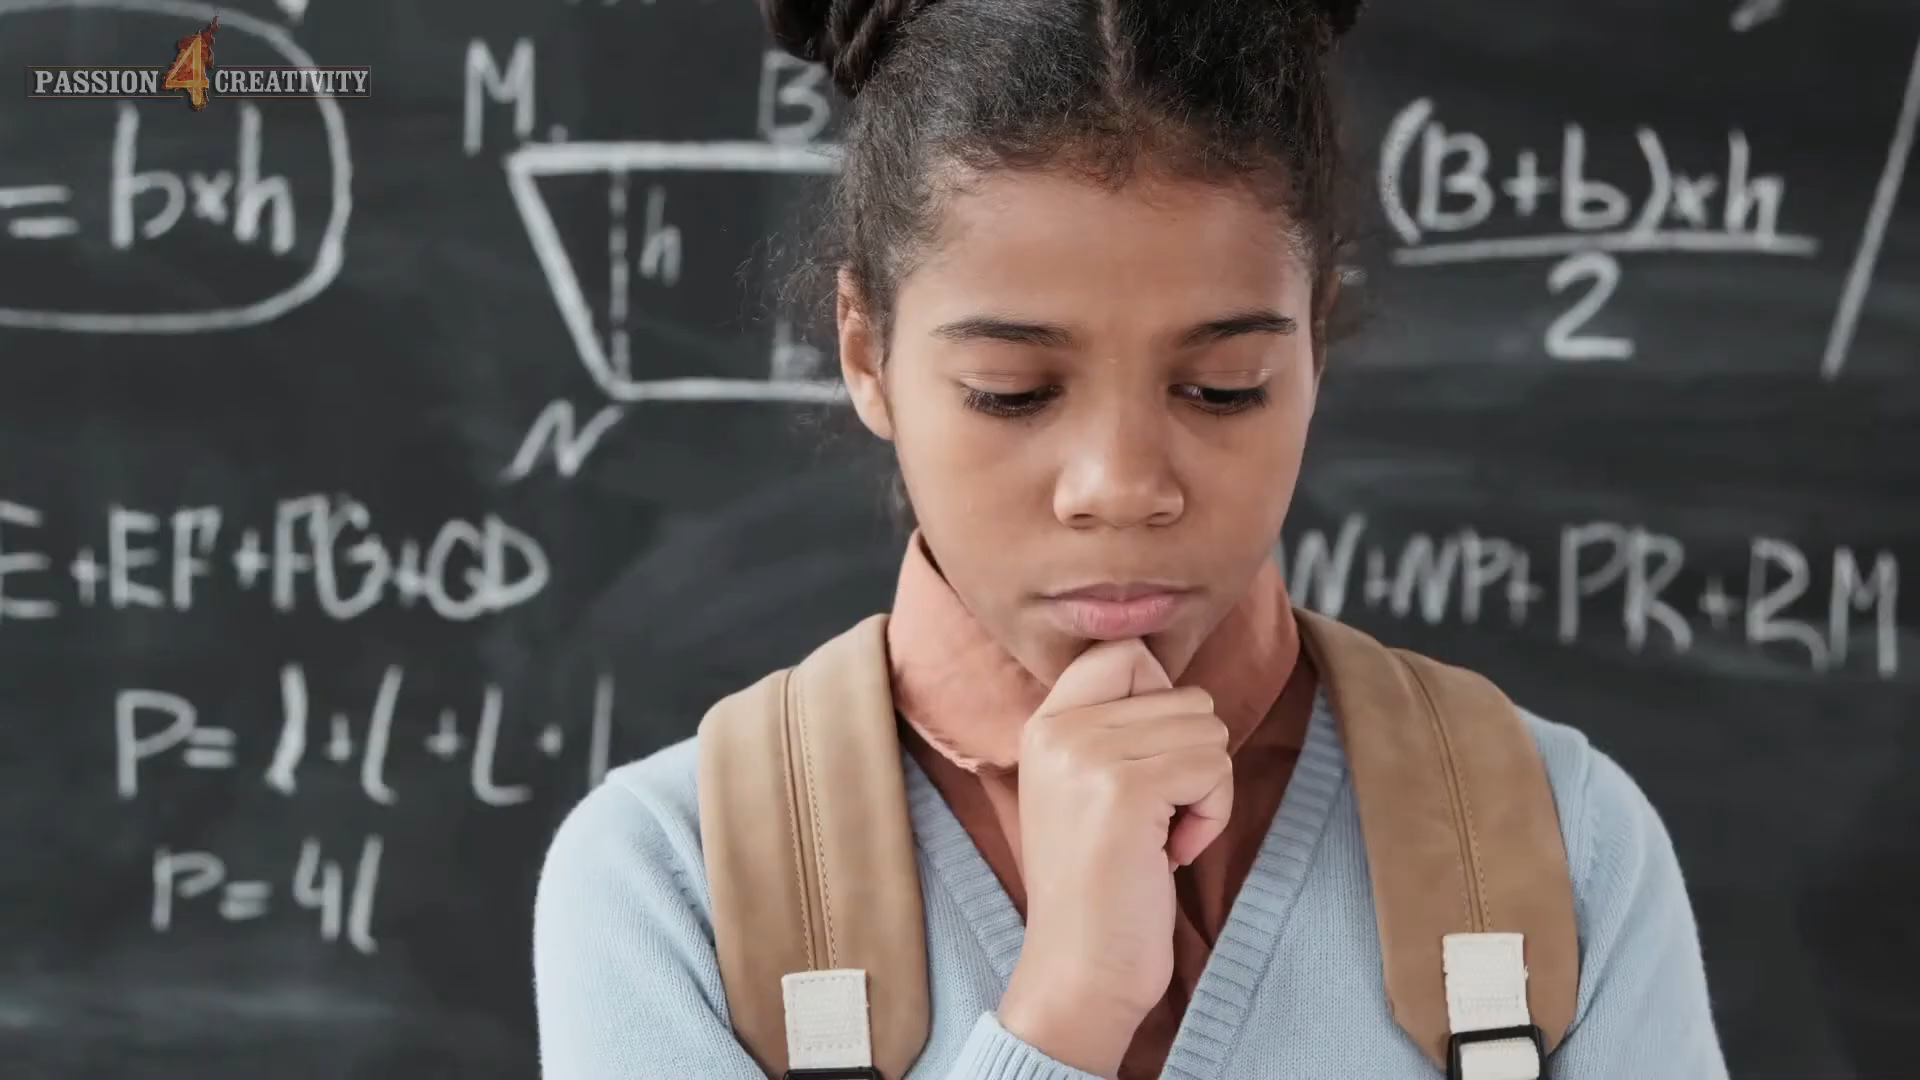 PASSION 4 CREATIVITY
= b×h
M
B
h
b
N
(B+b)×h
2
E+EF+FG+GD
N+NP+PR+RM
P= l+l+l+l
P=4l